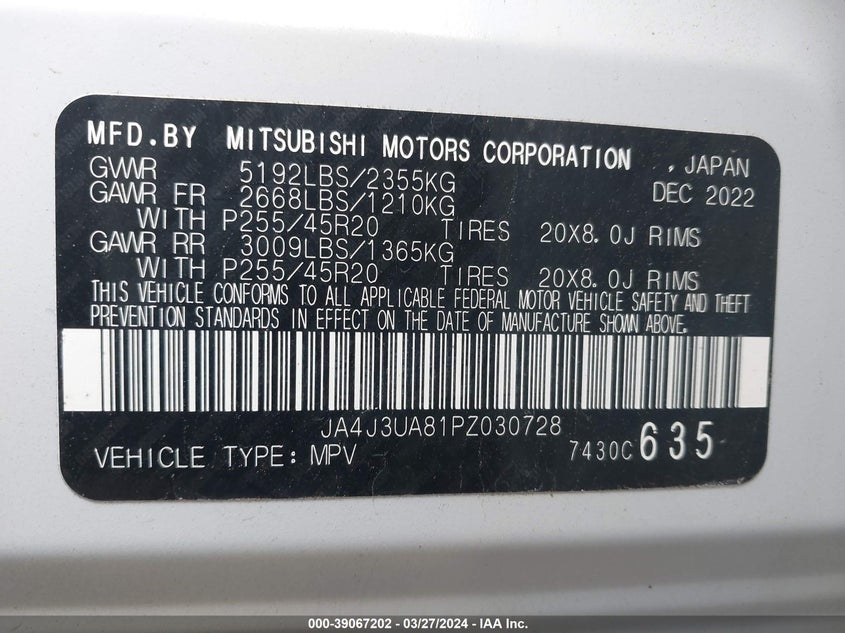 MFD.BY MITSUBISHI MOTORS CORPORATION , JAPAN
GVWR 5192LBS/2355KG DEC 2022
GAWR FR 2668LBS/1210KG
WITH P255/45R20 TIRES 20X8.0J RIMS
GAWR RR 3009LBS/1365KG
WITH P255/45R20 TIRES 20X8.0J RIMS
THIS VEHICLE CONFORMS TO ALL APPLICABLE FEDERAL MOTOR VEHICLE SAFETY AND THEFT
PREVENTION STANDARDS IN EFFECT ON THE DATE OF MANUFACTURE SHOWN ABOVE.
JA4J3UA81PZ030728
VEHICLE TYPE: MPV 7430C 635
000-39067202 - 03/27/2024 - IAA Inc.